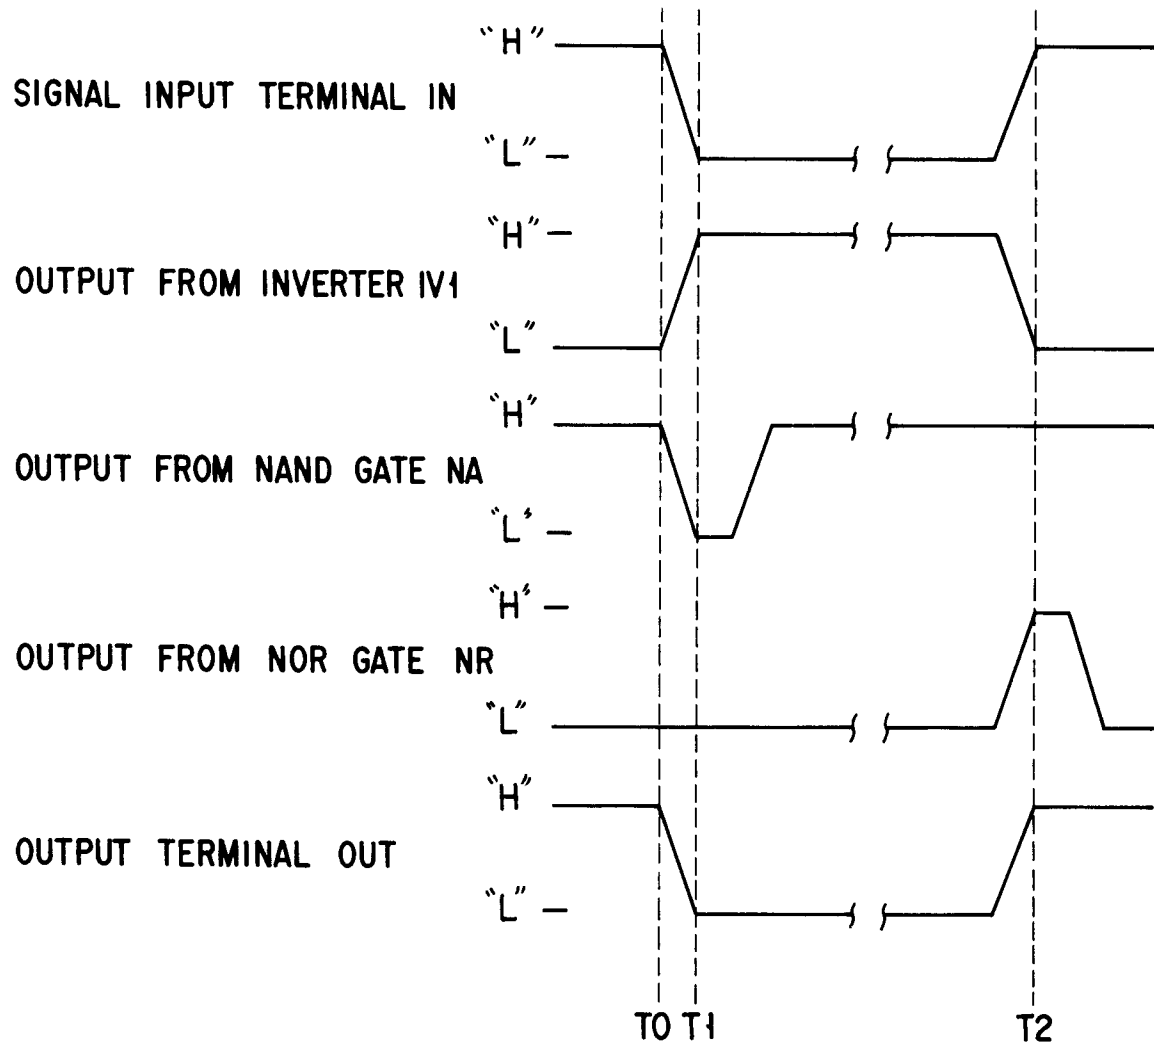 "H"
SIGNAL INPUT TERMINAL IN
"L"
"H"
OUTPUT FROM INVERTER IV1
"L"
"H"
OUTPUT FROM NAND GATE NA
"L"
"H"
OUTPUT FROM NOR GATE NR
"L"
"H"
OUTPUT TERMINAL OUT
"L"
T0 T1 T2